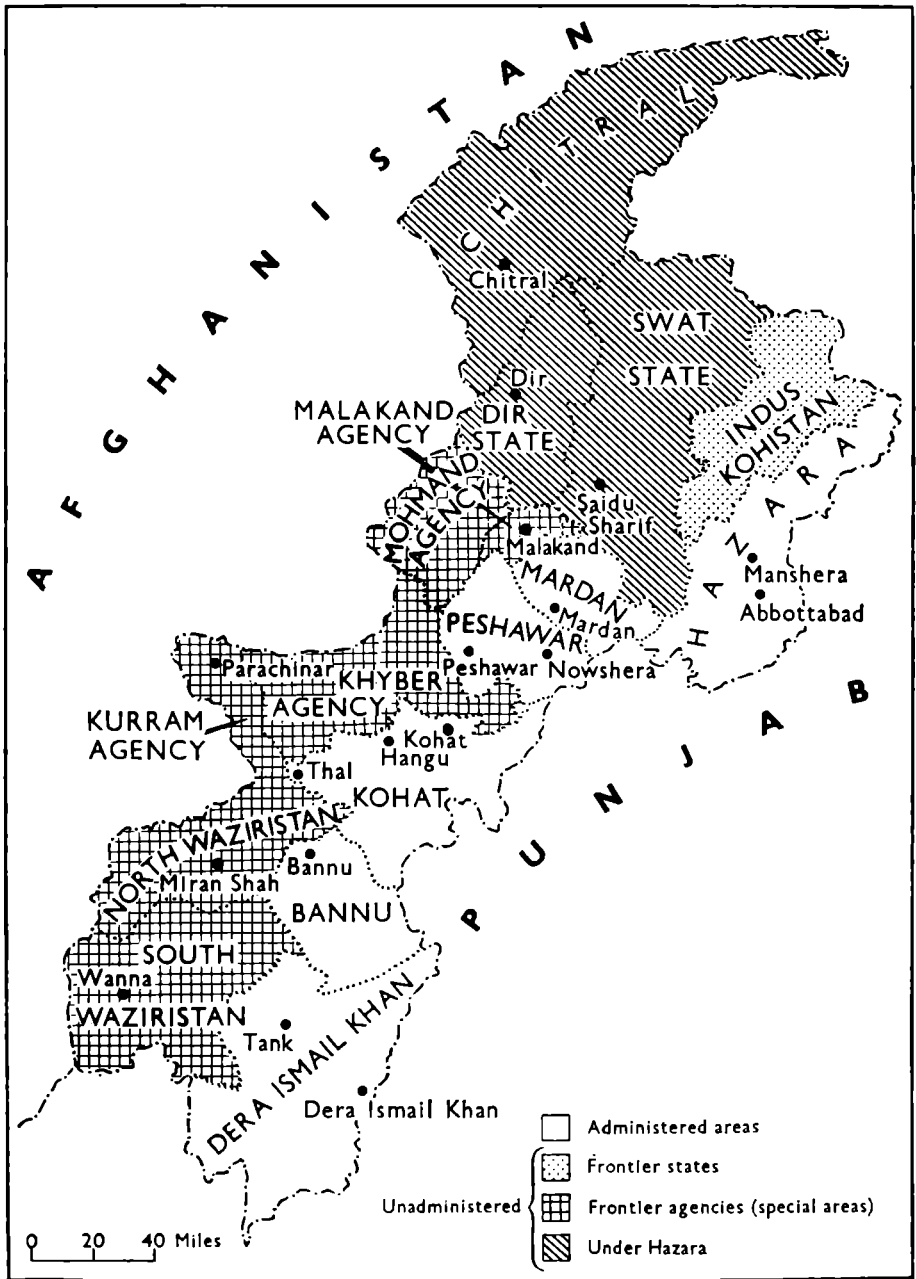 AFGHANISTAN
CHITRAL
Chitral
SWAT
STATE
Dir
DIR
STATE
MALAKAND
AGENCY
INDUS
KOHISTAN
MOHMAND
AGENCY
Saidu
Sharif
HAZARA
Malakand
MARDAN
Mardan
Manshera
Abbottabad
PESHAWAR
Peshawar
Nowshera
Parachinar
KHYBER
AGENCY
KURRAM
AGENCY
Kohat
Hangu
Thal
KOHAT
PUNJAB
NORTH WAZIRISTAN
Miran Shah
Bannu
BANNU
SOUTH
Wanna
WAZIRISTAN
Tank
DERA ISMAIL KHAN
Dera Ismail Khan
Administered areas
Frontier states
Unadministered
Frontier agencies (special areas)
Under Hazara
0 20 40 Miles